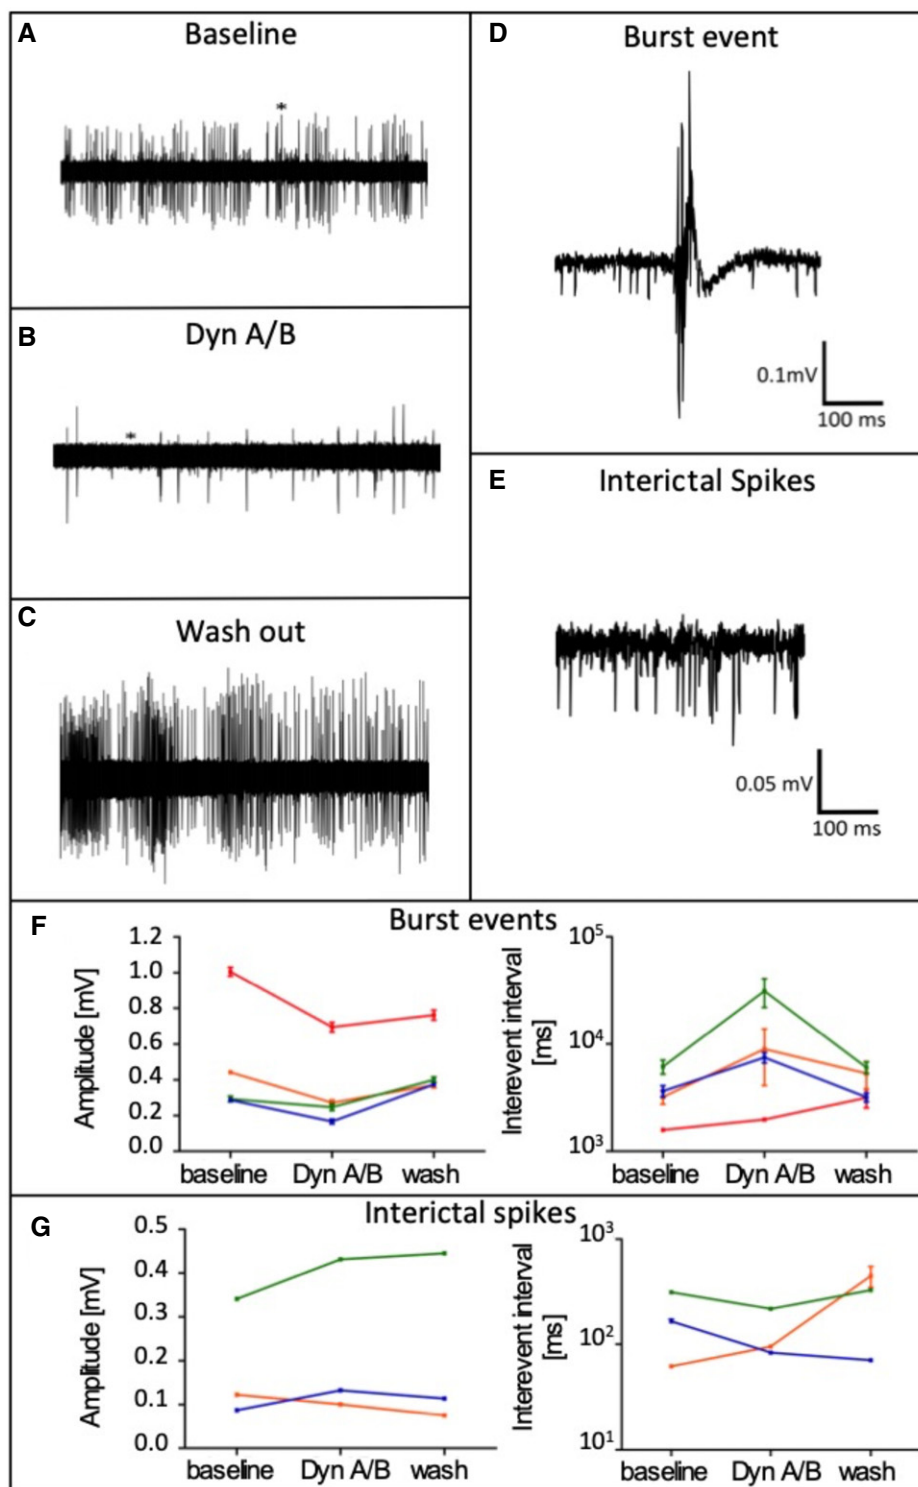 A
Baseline
*
B
Dyn A/B
*
C
Wash out
D
Burst event
0.1mV
100 ms
E
Interictal Spikes
0.05 mV
100 ms
F
Burst events
Amplitude [mV]
1.2
1.0
0.8
0.6
0.4
0.2
0.0
baseline Dyn A/B wash
Interevent interval
[ms]
10⁵
10⁴
10³
baseline Dyn A/B wash
G
Interictal spikes
Amplitude [mV]
0.5
0.4
0.3
0.2
0.1
0.0
baseline Dyn A/B wash
Interevent interval
[ms]
10³
10²
10¹
baseline Dyn A/B wash